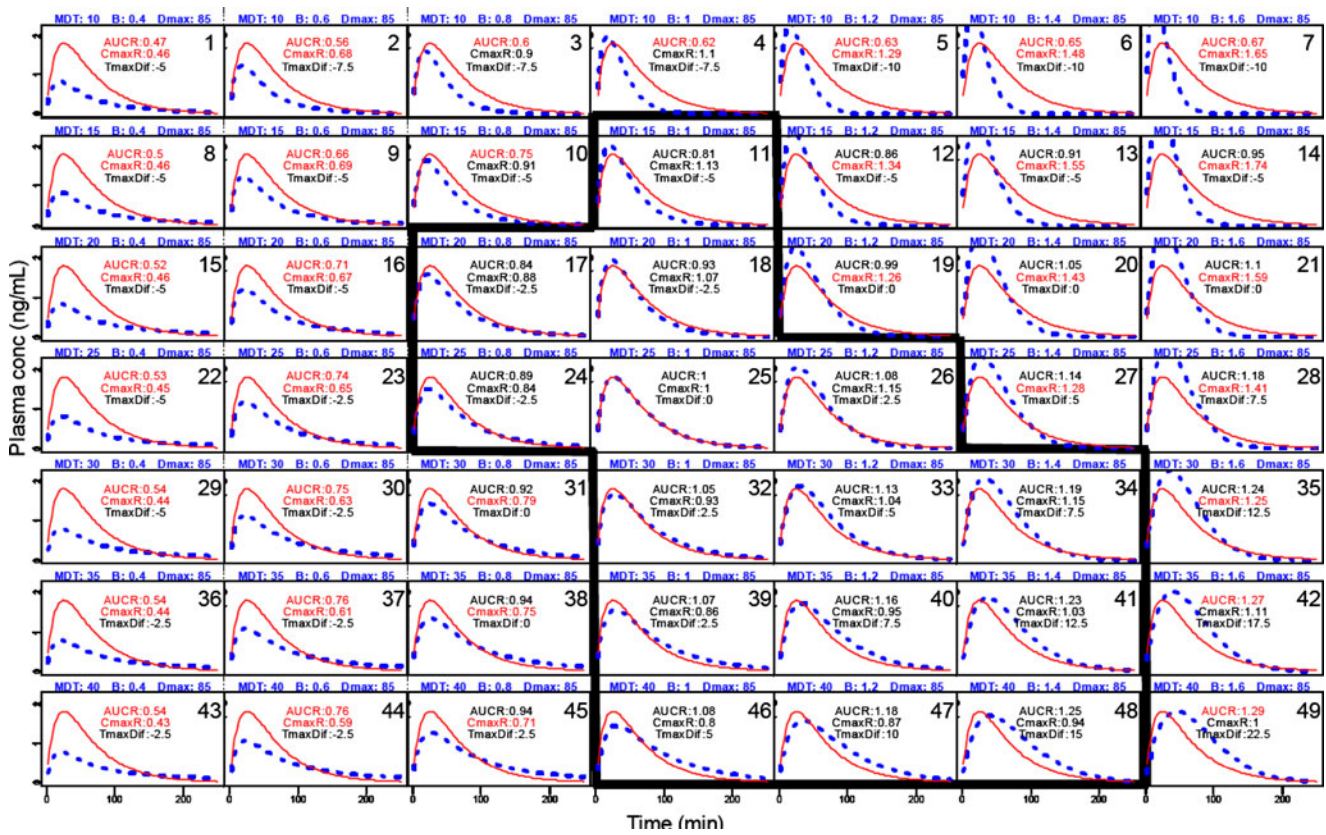 MDT: 10 B: 0.4 Dmax: 85 MDT: 10 B: 0.6 Dmax: 85 MDT: 10 B: 0.8 Dmax: 85 MDT: 10 B: 1 Dmax: 85 MDT: 10 B: 1.2 Dmax: 85 MDT: 10 B: 1.4 Dmax: 85 MDT: 10 B: 1.6 Dmax: 85
AUCR:0.47 1 AUCR:0.56 2 AUCR:0.6 3 AUCR:0.62 4 AUCR:0.63 5 AUCR:0.65 6 AUCR:0.67 7
CmaxR:0.46 CmaxR:0.68 CmaxR:0.9 CmaxR:1.1 CmaxR:1.29 CmaxR:1.48 CmaxR:1.65
TmaxDif:-5 TmaxDif:-7.5 TmaxDif:-7.5 TmaxDif:-7.5 TmaxDif:-10 TmaxDif:-10 TmaxDif:-10
0 1 2
MDT: 15 B: 0.4 Dmax: 85 MDT: 15 B: 0.6 Dmax: 85 MDT: 15 B: 0.8 Dmax: 85 MDT: 15 B: 1 Dmax: 85 MDT: 15 B: 1.2 Dmax: 85 MDT: 15 B: 1.4 Dmax: 85 MDT: 15 B: 1.6 Dmax: 85
AUCR:0.5 8 AUCR:0.66 9 AUCR:0.75 10 AUCR:0.81 11 AUCR:0.86 12 AUCR:0.91 13 AUCR:0.95 14
CmaxR:0.46 CmaxR:0.69 CmaxR:0.91 CmaxR:1.13 CmaxR:1.34 CmaxR:1.55 CmaxR:1.74
TmaxDif:-5 TmaxDif:-5 TmaxDif:-5 TmaxDif:-5 TmaxDif:-5 TmaxDif:-5 TmaxDif:-5
0 1 2
MDT: 20 B: 0.4 Dmax: 85 MDT: 20 B: 0.6 Dmax: 85 MDT: 20 B: 0.8 Dmax: 85 MDT: 20 B: 1 Dmax: 85 MDT: 20 B: 1.2 Dmax: 85 MDT: 20 B: 1.4 Dmax: 85 MDT: 20 B: 1.6 Dmax: 85
AUCR:0.52 15 AUCR:0.71 16 AUCR:0.84 17 AUCR:0.93 18 AUCR:0.99 19 AUCR:1.05 20 AUCR:1.1 21
CmaxR:0.46 CmaxR:0.67 CmaxR:0.88 CmaxR:1.07 CmaxR:1.26 CmaxR:1.43 CmaxR:1.59
TmaxDif:-5 TmaxDif:-5 TmaxDif:-2.5 TmaxDif:-2.5 TmaxDif:0 TmaxDif:0 TmaxDif:0
0 1 2
Plasma conc (ng/mL)
MDT: 25 B: 0.4 Dmax: 85 MDT: 25 B: 0.6 Dmax: 85 MDT: 25 B: 0.8 Dmax: 85 MDT: 25 B: 1 Dmax: 85 MDT: 25 B: 1.2 Dmax: 85 MDT: 25 B: 1.4 Dmax: 85 MDT: 25 B: 1.6 Dmax: 85
AUCR:0.53 22 AUCR:0.74 23 AUCR:0.89 24 AUCR:1 25 AUCR:1.08 26 AUCR:1.14 27 AUCR:1.18 28
CmaxR:0.45 CmaxR:0.65 CmaxR:0.84 CmaxR:1 CmaxR:1.15 CmaxR:1.28 CmaxR:1.41
TmaxDif:-5 TmaxDif:-2.5 TmaxDif:-2.5 TmaxDif:0 TmaxDif:2.5 TmaxDif:5 TmaxDif:7.5
0 1 2
MDT: 30 B: 0.4 Dmax: 85 MDT: 30 B: 0.6 Dmax: 85 MDT: 30 B: 0.8 Dmax: 85 MDT: 30 B: 1 Dmax: 85 MDT: 30 B: 1.2 Dmax: 85 MDT: 30 B: 1.4 Dmax: 85 MDT: 30 B: 1.6 Dmax: 85
AUCR:0.54 29 AUCR:0.75 30 AUCR:0.92 31 AUCR:1.05 32 AUCR:1.13 33 AUCR:1.19 34 AUCR:1.24 35
CmaxR:0.44 CmaxR:0.63 CmaxR:0.79 CmaxR:0.93 CmaxR:1.04 CmaxR:1.15 CmaxR:1.25
TmaxDif:-5 TmaxDif:-2.5 TmaxDif:0 TmaxDif:2.5 TmaxDif:5 TmaxDif:7.5 TmaxDif:12.5
0 1 2
MDT: 35 B: 0.4 Dmax: 85 MDT: 35 B: 0.6 Dmax: 85 MDT: 35 B: 0.8 Dmax: 85 MDT: 35 B: 1 Dmax: 85 MDT: 35 B: 1.2 Dmax: 85 MDT: 35 B: 1.4 Dmax: 85 MDT: 35 B: 1.6 Dmax: 85
AUCR:0.54 36 AUCR:0.76 37 AUCR:0.94 38 AUCR:1.07 39 AUCR:1.16 40 AUCR:1.23 41 AUCR:1.27 42
CmaxR:0.44 CmaxR:0.61 CmaxR:0.75 CmaxR:0.86 CmaxR:0.95 CmaxR:1.03 CmaxR:1.11
TmaxDif:-2.5 TmaxDif:-2.5 TmaxDif:0 TmaxDif:2.5 TmaxDif:7.5 TmaxDif:12.5 TmaxDif:17.5
0 1 2
MDT: 40 B: 0.4 Dmax: 85 MDT: 40 B: 0.6 Dmax: 85 MDT: 40 B: 0.8 Dmax: 85 MDT: 40 B: 1 Dmax: 85 MDT: 40 B: 1.2 Dmax: 85 MDT: 40 B: 1.4 Dmax: 85 MDT: 40 B: 1.6 Dmax: 85
AUCR:0.54 43 AUCR:0.76 44 AUCR:0.94 45 AUCR:1.08 46 AUCR:1.18 47 AUCR:1.25 48 AUCR:1.29 49
CmaxR:0.43 CmaxR:0.59 CmaxR:0.71 CmaxR:0.8 CmaxR:0.87 CmaxR:0.94 CmaxR:1
TmaxDif:-2.5 TmaxDif:-2.5 TmaxDif:2.5 TmaxDif:5 TmaxDif:10 TmaxDif:15 TmaxDif:22.5
0 1 2
0 100 200 0 100 200 0 100 200 0 100 200 0 100 200 0 100 200 0 100 200
Time (min)